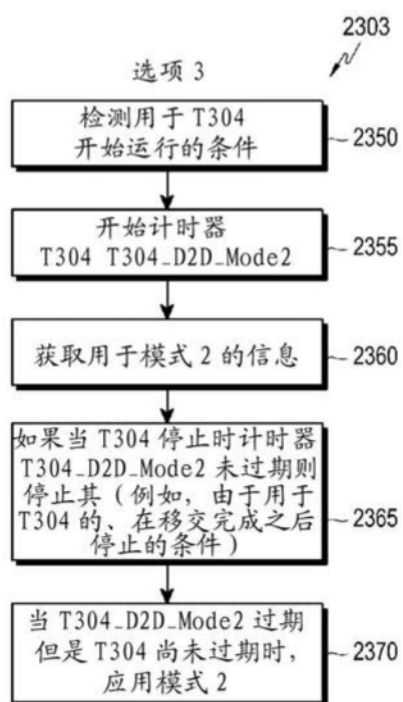 2303
选项 3
检测用于 T304
开始运行的条件
2350
开始计时器
T304 T304_D2D_Mode2
2355
获取用于模式 2 的信息
2360
如果当 T304 停止时计时器
T304_D2D_Mode2 未过期则
停止其（例如，由于用于
T304 的、在移交完成之后
停止的条件）
2365
当 T304_D2D_Mode2 过期
但是 T304 尚未过期时，
应用模式 2
2370